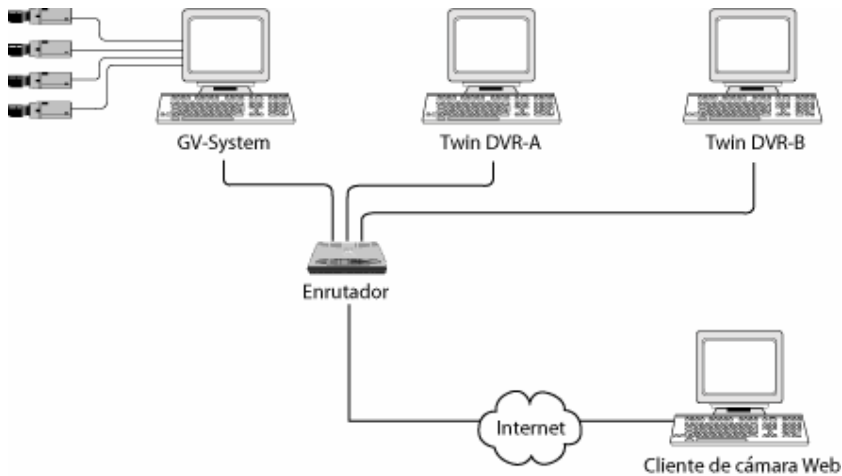 GV-System
Twin DVR-A
Twin DVR-B
Enrutador
Internet
Cliente de cámara Web